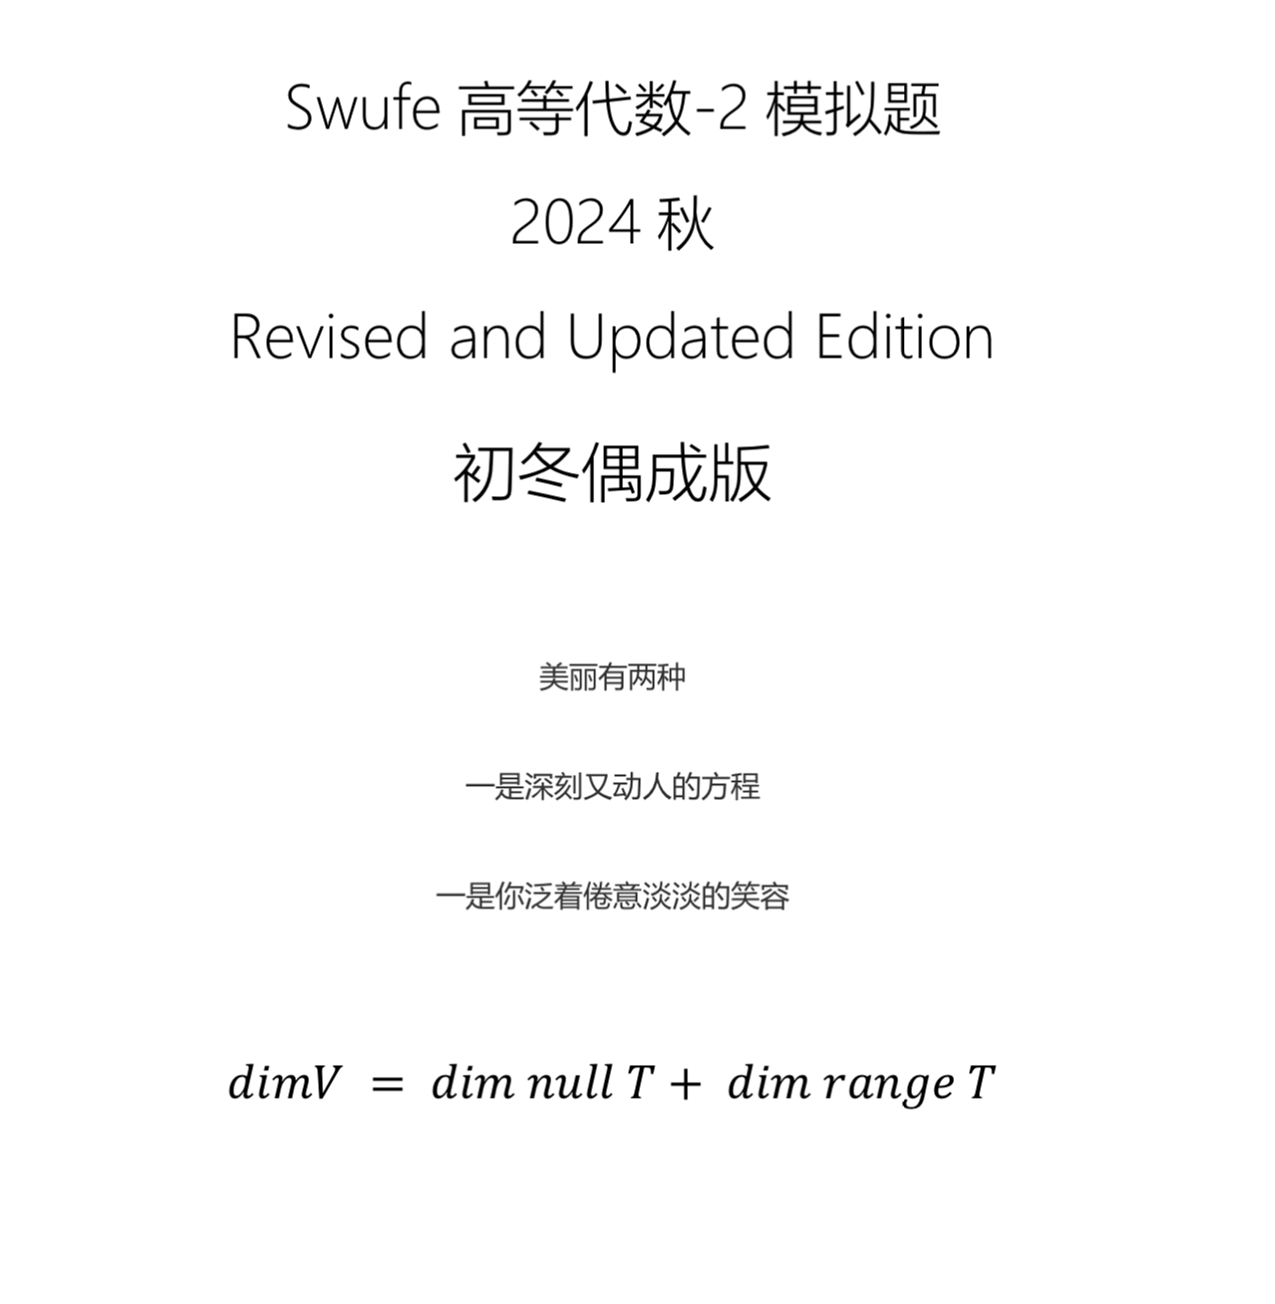 Swufe 高等代数-2 模拟题
2024 秋
Revised and Updated Edition
初冬偶成版
美丽有两种
一是深刻又动人的方程
一是你泛着倦意淡淡的笑容
dimV = dim null T + dim range T